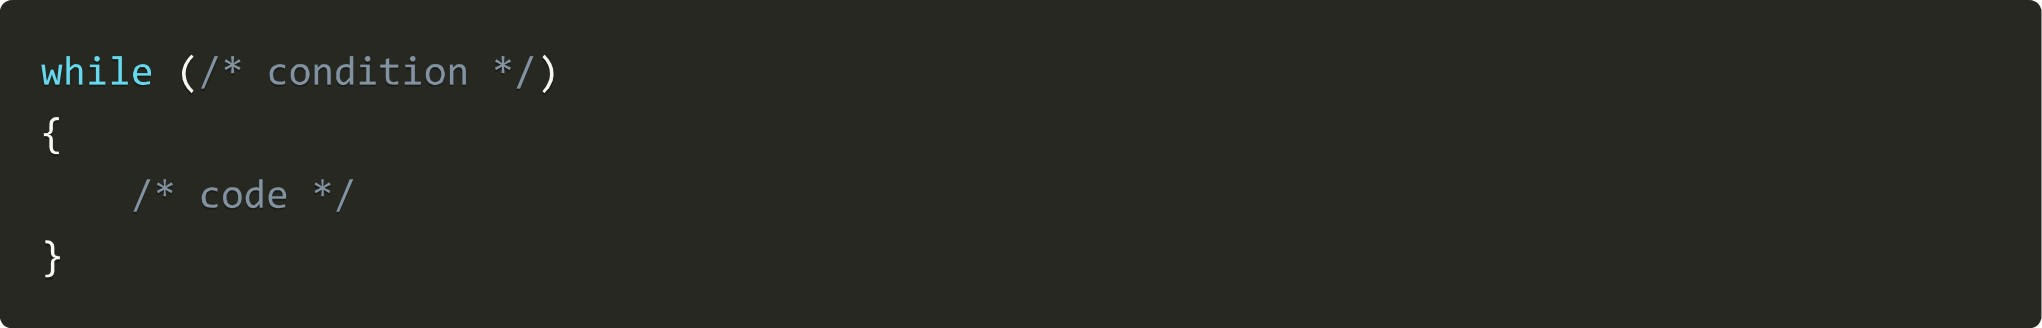 while (/* condition */)
{
    /* code */
}